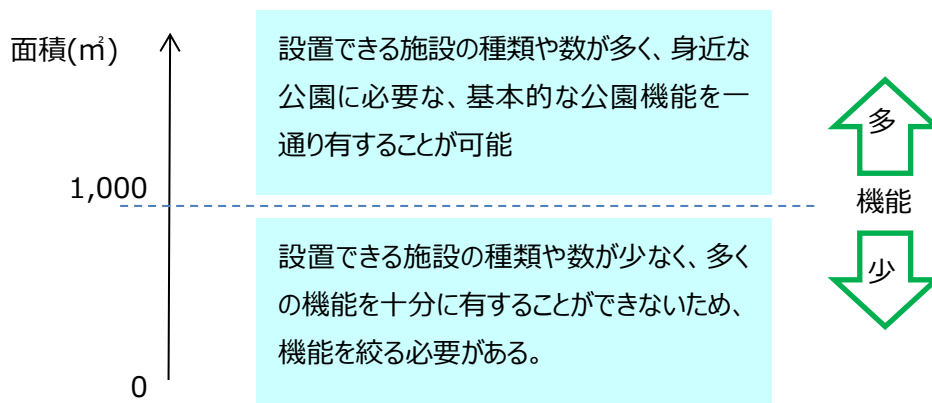 面積(㎡)
設置できる施設の種類や数が多く、身近な
公園に必要な、基本的な公園機能を一
通り有することが可能
多
1,000
機能
設置できる施設の種類や数が少なく、多く
の機能を十分に有することができないため、
機能を絞る必要がある。
少
0